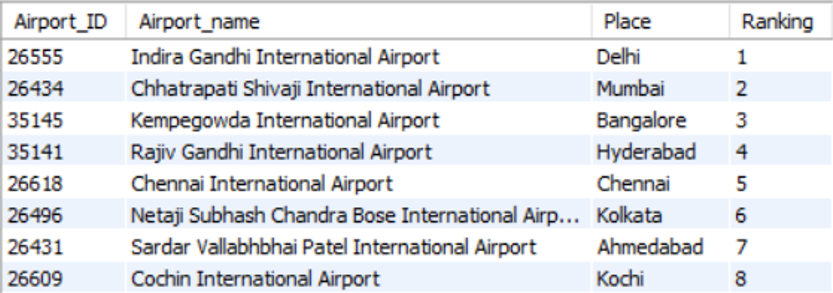 Airport_ID Airport_name Place Ranking
26555 Indira Gandhi International Airport Delhi 1
26434 Chhatrapati Shivaji International Airport Mumbai 2
35145 Kempegowda International Airport Bangalore 3
35141 Rajiv Gandhi International Airport Hyderabad 4
26618 Chennai International Airport Chennai 5
26496 Netaji Subhash Chandra Bose International Airp... Kolkata 6
26431 Sardar Vallabhbhai Patel International Airport Ahmedabad 7
26609 Cochin International Airport Kochi 8